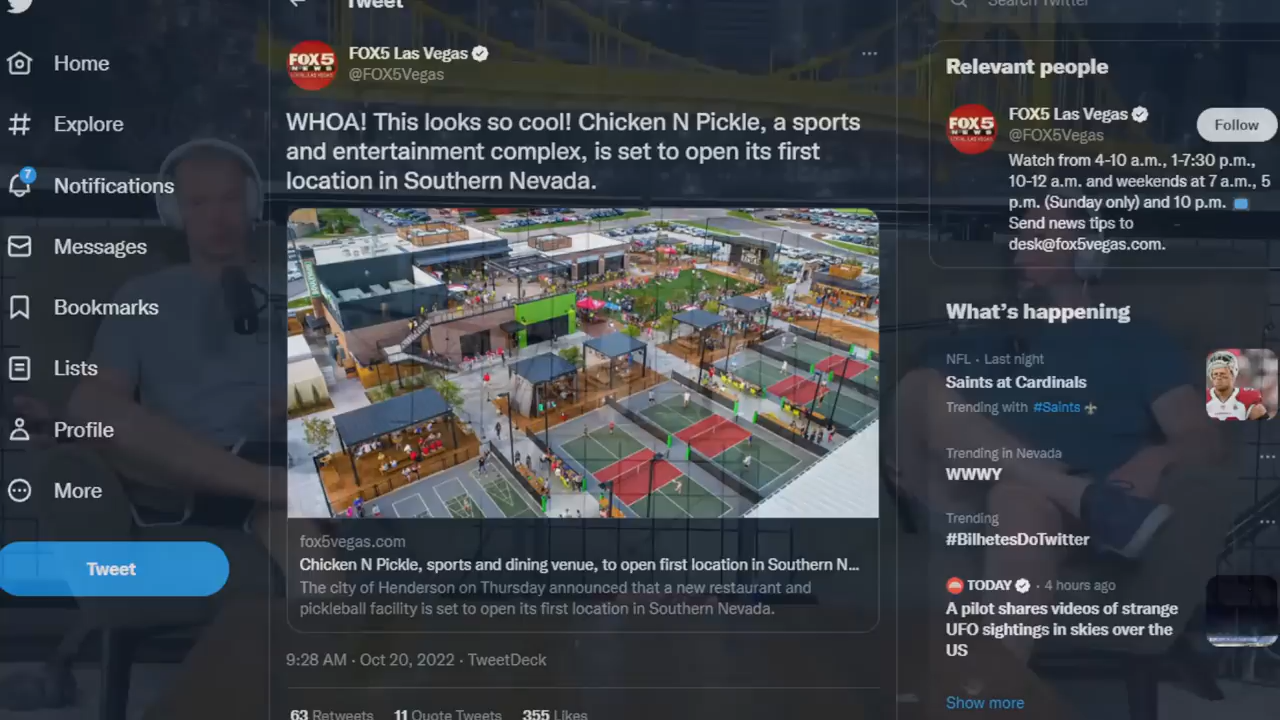 Tweet
Search Twitter
Home
Explore
7
Notifications
Messages
Bookmarks
Lists
Profile
More
Tweet
FOX5
NEWS
FOX5 Las Vegas
@FOX5Vegas
WHOA! This looks so cool! Chicken N Pickle, a sports
and entertainment complex, is set to open its first
location in Southern Nevada.
fox5vegas.com
Chicken N Pickle, sports and dining venue, to open first location in Southern N...
The city of Henderson on Thursday announced that a new restaurant and
pickleball facility is set to open its first location in Southern Nevada.
9:28 AM · Oct 20, 2022 · TweetDeck
63 Retweets 11 Quote Tweets 355 Likes
Relevant people
FOX5
NEWS
FOX5 Las Vegas
@FOX5Vegas
Follow
Watch from 4-10 a.m., 1-7:30 p.m.,
10-12 a.m. and weekends at 7 a.m., 5
p.m. (Sunday only) and 10 p.m.
Send news tips to
desk@fox5vegas.com.
What's happening
NFL · Last night
Saints at Cardinals
Trending with #Saints
Trending in Nevada
WWWY
Trending
#BilhetesDoTwitter
TODAY · 4 hours ago
A pilot shares videos of strange
UFO sightings in skies over the
US
Show more